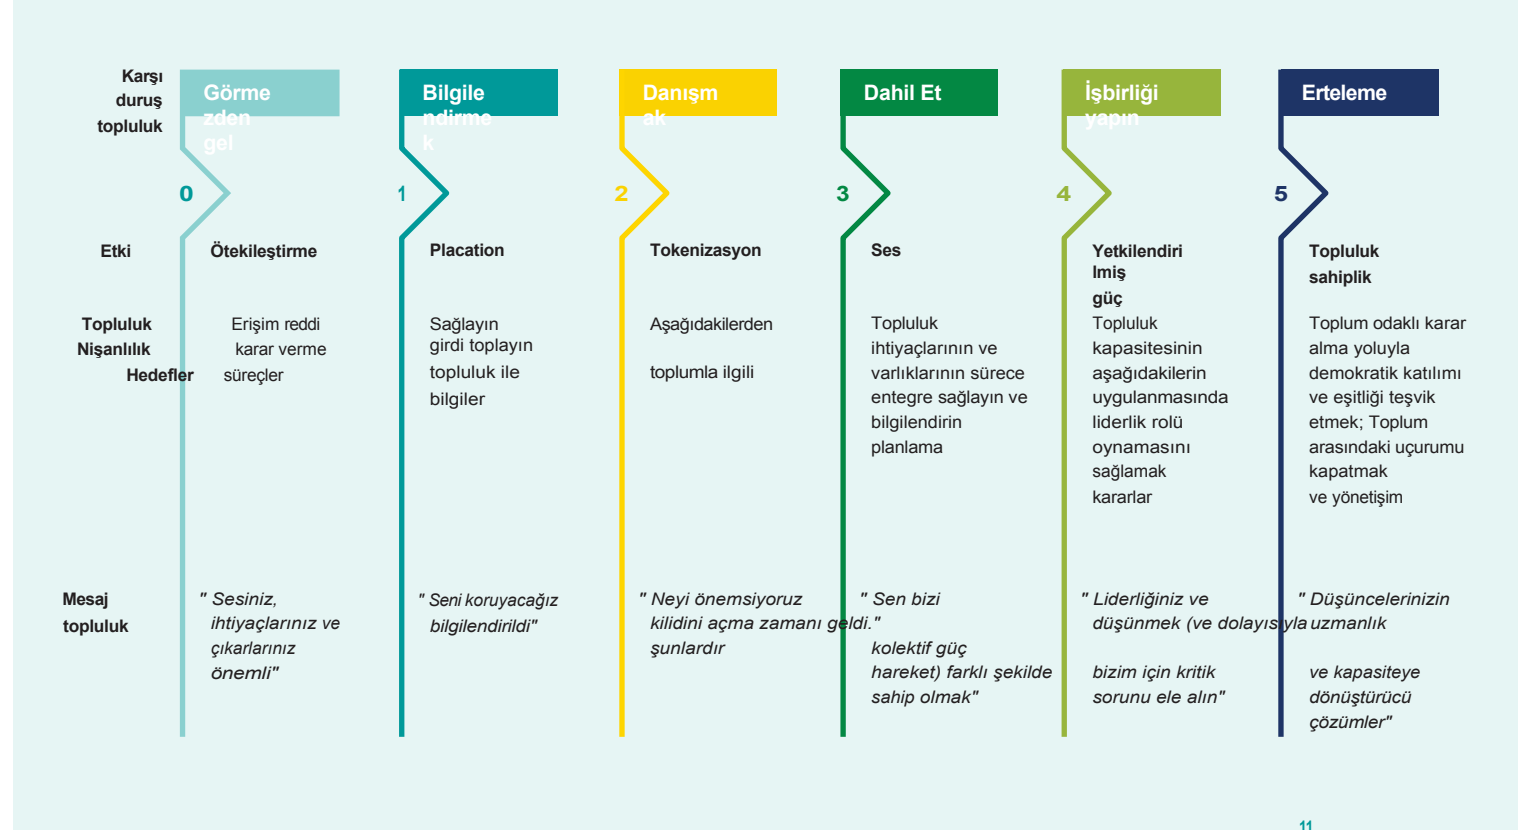 Karşı
duruş
topluluk
Görme
zden
gel
Bilgile
ndirme
k
Danışm
ak
Dahil Et
İşbirliği
yapın
Erteleme
0
1
2
3
4
5
Etki
Ötekileştirme
Placation
Tokenizasyon
Ses
Yetkilendiri
lmiş
güç
Topluluk
sahiplik
Topluluk
Nişanlılık
Hedefler
Erişim reddi
karar verme
süreçler
Sağlayın
girdi toplayın
topluluk ile
bilgiler
Aşağıdakilerden
toplumla ilgili
Topluluk
ihtiyaçlarının ve
varlıklarının sürece
entegre sağlayın ve
bilgilendirin
planlama
Topluluk
kapasitesinin
aşağıdakilerin
uygulanmasında
liderlik rolü
oynamasını
sağlamak
kararlar
Toplum odaklı karar
alma yoluyla
demokratik katılımı
ve eşitliği teşvik
etmek; Toplum
arasındaki uçurumu
kapatmak
ve yönetişim
Mesaj
topluluk
" Sesiniz,
ihtiyaçlarınız ve
çıkarlarınız
önemli"
" Seni koruyacağız
bilgilendirildi"
" Neyi önemsiyoruz
kilidini açma zamanı geldi."
şunlardır
" Sen bizi
kolektif güç
hareket) farklı şekilde
sahip olmak"
" Liderliğiniz ve
düşünmek (ve dolayısıyla
bizim için kritik
sorunu ele alın"
" Düşüncelerinizin
uzmanlık
ve kapasiteye
dönüştürücü
çözümler"
11